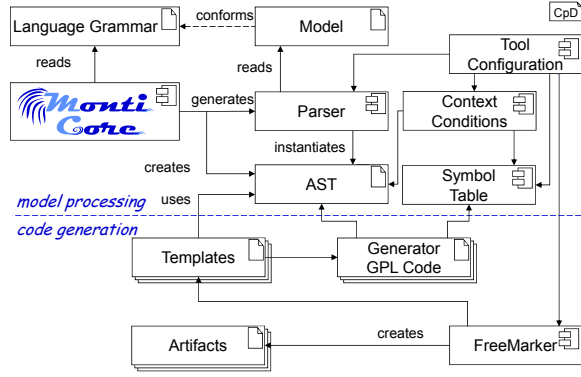 Language Grammar
conforms
Model
CpD
reads
reads
Tool
Configuration
Monti
Core
generates
Parser
Context
Conditions
instantiates
creates
AST
Symbol
Table
uses
model processing
code generation
Templates
Generator
GPL Code
Artifacts
creates
FreeMarker